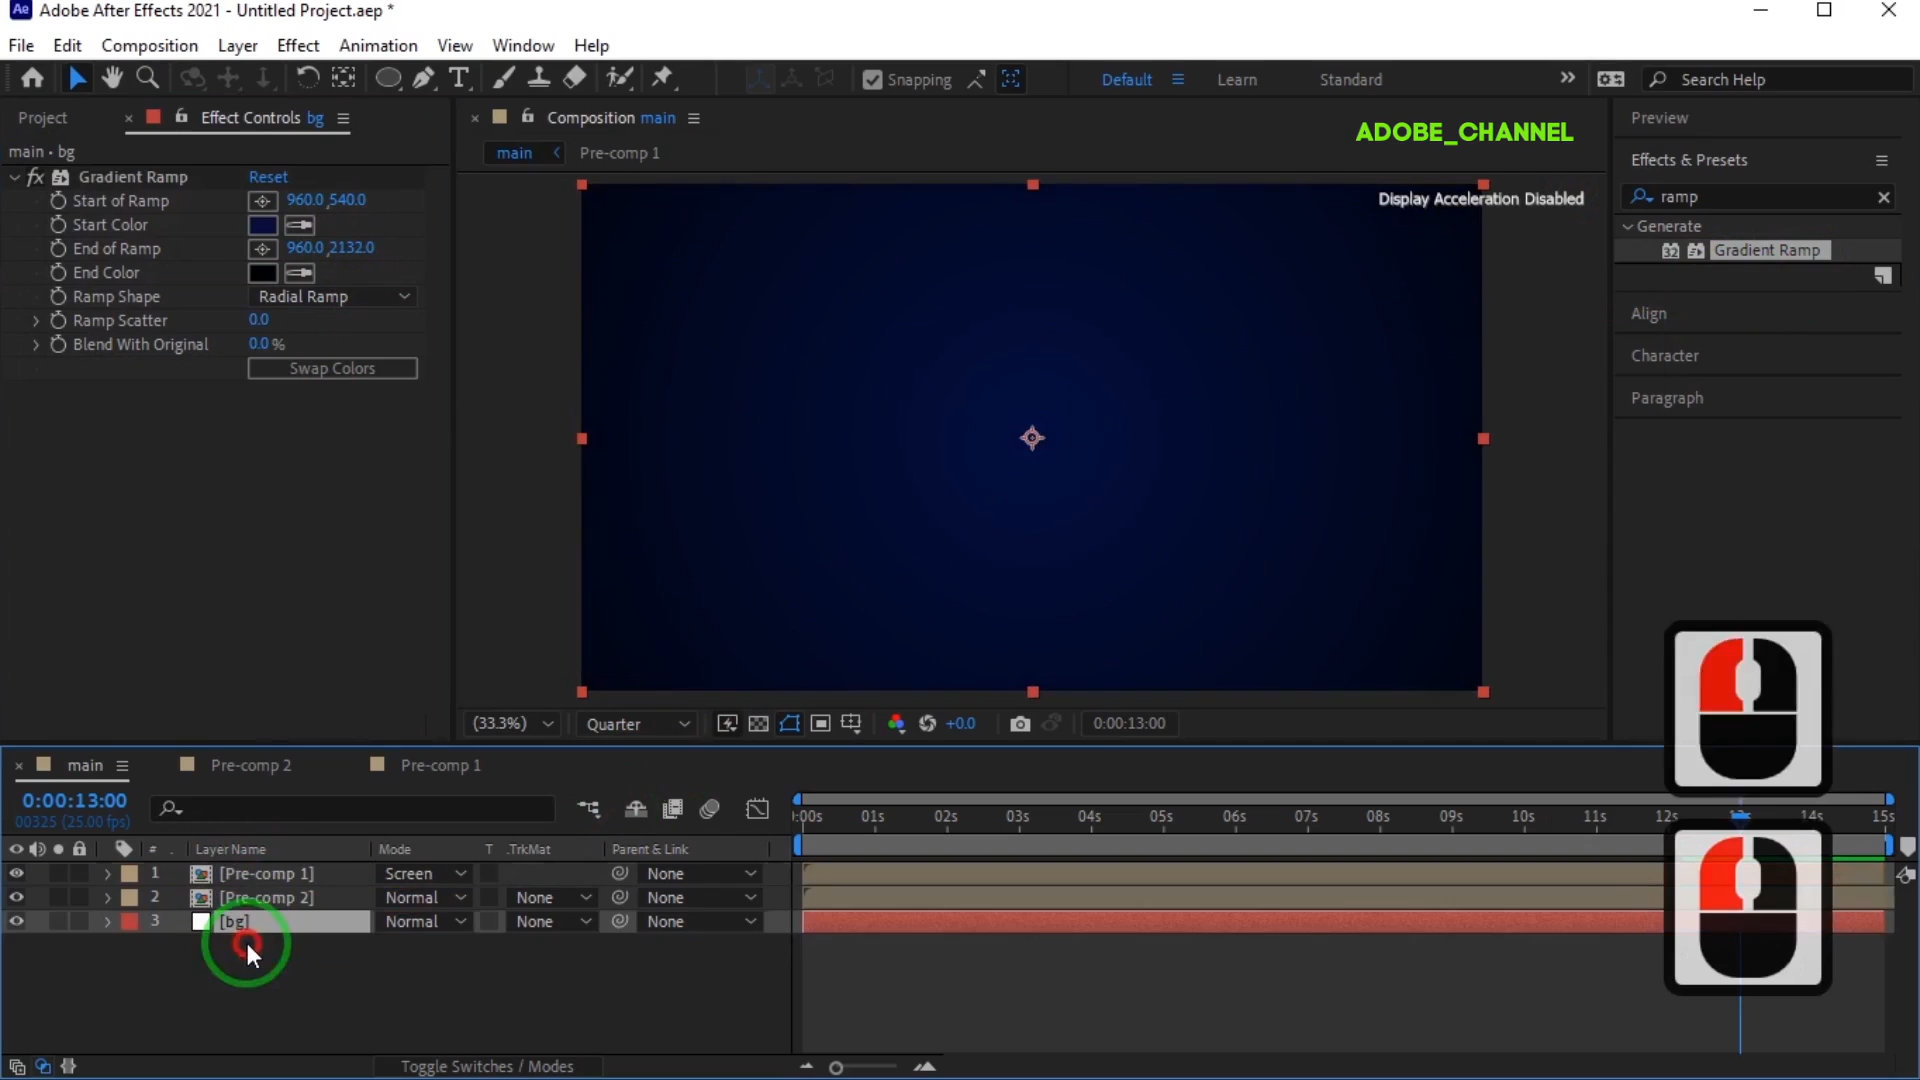 Ae Adobe After Effects 2021 - Untitled Project.aep *
File Edit Composition Layer Effect Animation View Window Help
Snapping Default Learn Standard Search Help
Project Effect Controls bg
Composition main
ADOBE_CHANNEL
Preview
main • bg
main Pre-comp 1
Effects & Presets
fx Gradient Ramp Reset
Start of Ramp 960.0,540.0
Display Acceleration Disabled
ramp
Start Color
Generate
End of Ramp 960.0,2132.0
32 Gradient Ramp
End Color
Ramp Shape Radial Ramp
Ramp Scatter 0.0
Align
Blend With Original 0.0%
Character
Swap Colors
Paragraph
(33.3%) Quarter +0.0 0:00:13:00
main Pre-comp 2 Pre-comp 1
0:00:13:00
00325 (25.00 fps)
:00s 01s 02s 03s 04s 05s 06s 07s 08s 09s 10s 11s 12s 14s 15s
# Layer Name Mode T .TrkMat Parent & Link
1 [Pre-comp 1] Screen None
2 [Pre-comp 2] Normal None None
3 [bg] Normal None None
Toggle Switches / Modes